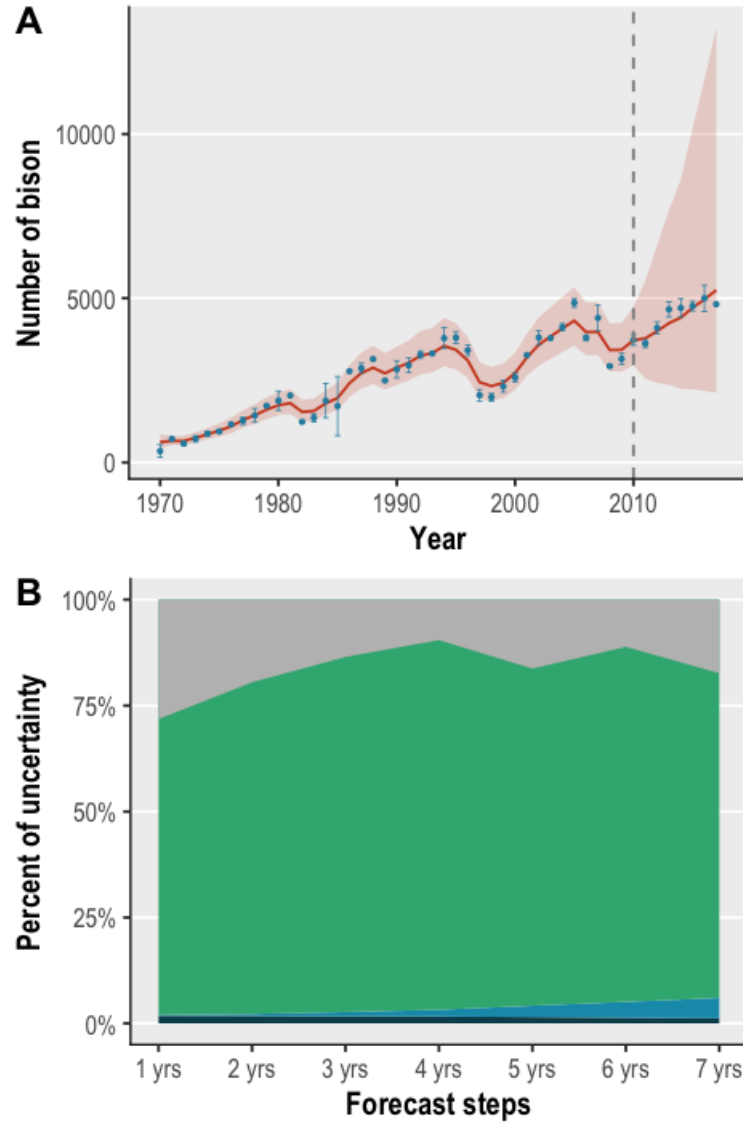 A
Number of bison
10000
5000
0
1970 1980 1990 2000 2010
Year
B
Percent of uncertainty
100%
75%
50%
25%
0%
1 yrs 2 yrs 3 yrs 4 yrs 5 yrs 6 yrs 7 yrs
Forecast steps